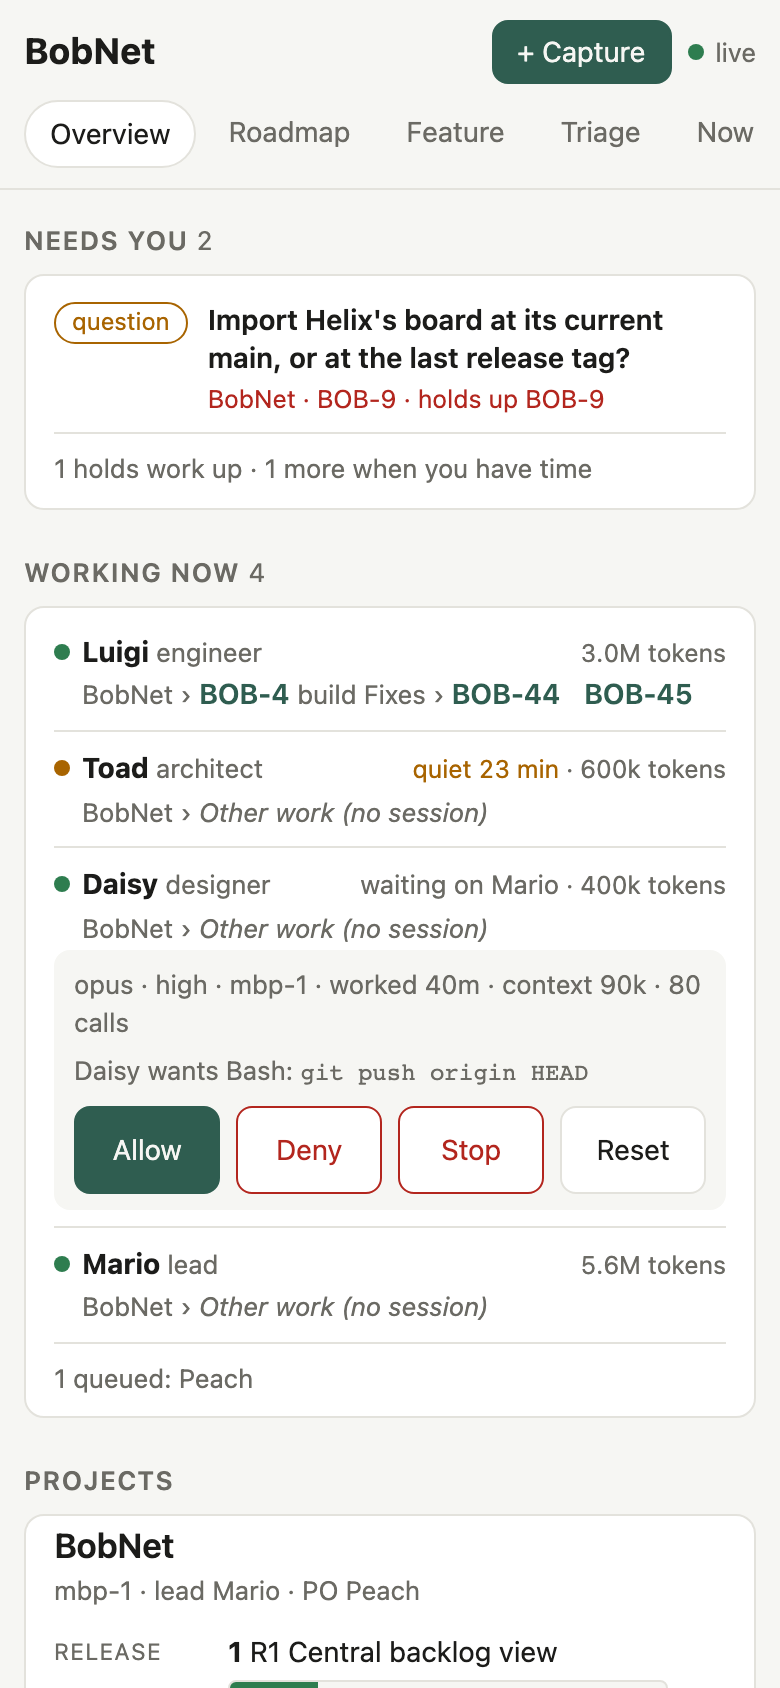 BobNet
+ Capture
live
Overview
Roadmap
Feature
Triage
Now
NEEDS YOU 2
question
Import Helix's board at its current
main, or at the last release tag?
BobNet · BOB-9 · holds up BOB-9
1 holds work up · 1 more when you have time
WORKING NOW 4
Luigi engineer
3.0M tokens
BobNet › BOB-4 build Fixes › BOB-44 BOB-45
Toad architect
quiet 23 min · 600k tokens
BobNet › Other work (no session)
Daisy designer
waiting on Mario · 400k tokens
BobNet › Other work (no session)
opus · high · mbp-1 · worked 40m · context 90k · 80
calls
Daisy wants Bash: git push origin HEAD
Allow
Deny
Stop
Reset
Mario lead
5.6M tokens
BobNet › Other work (no session)
1 queued: Peach
PROJECTS
BobNet
mbp-1 · lead Mario · PO Peach
RELEASE
1 R1 Central backlog view